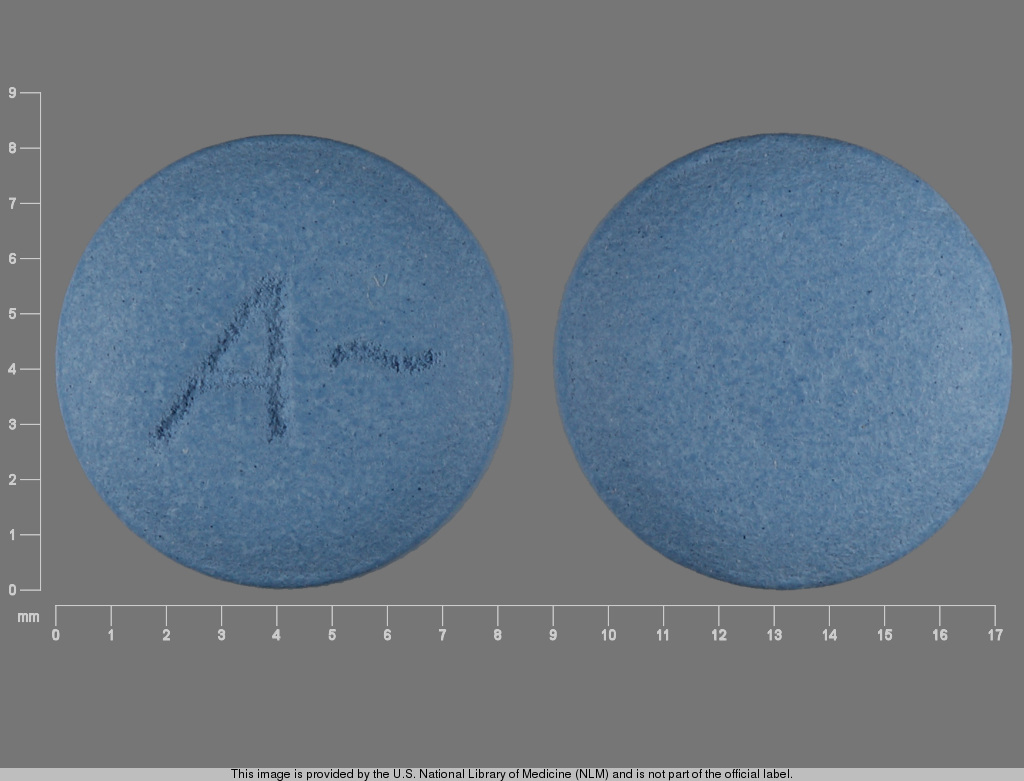 9
8
7
6
5
4
3
2
1
0
mm
A~
0 1 2 3 4 5 6 7 8 9 10 11 12 13 14 15 16 17
This image is provided by the U.S. National Library of Medicine (NLM) and is not part of the official label.